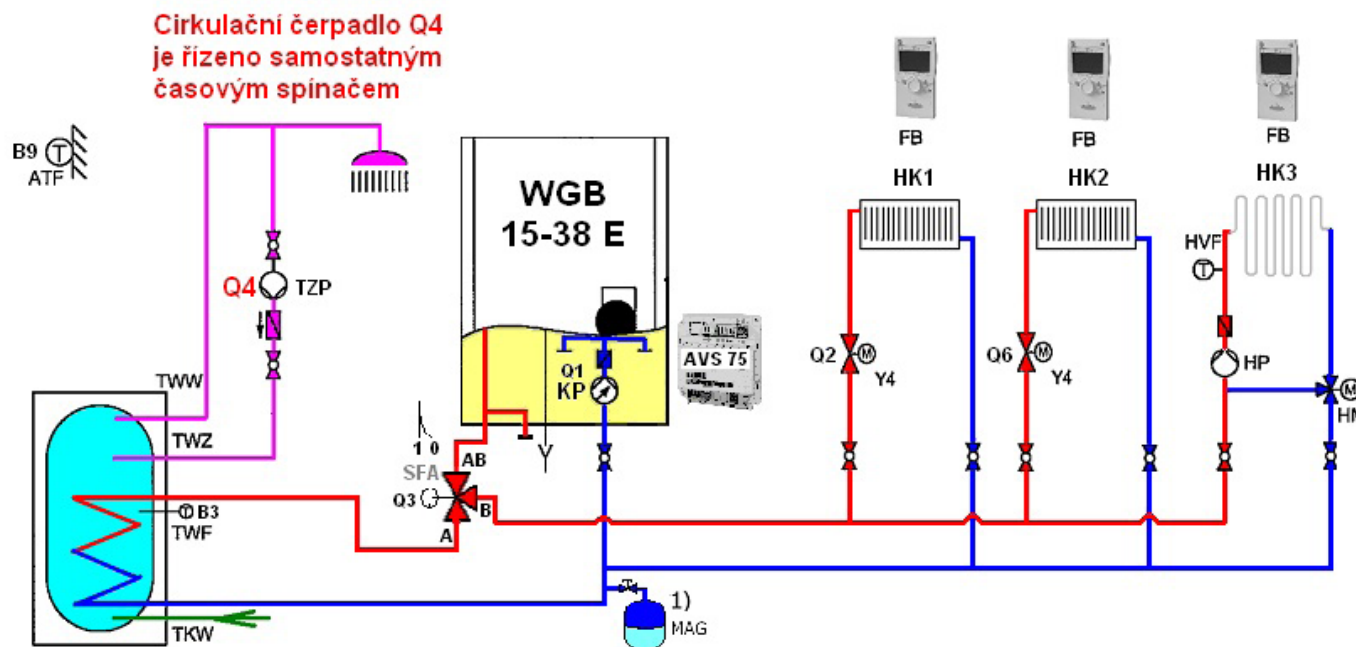 Cirkulační čerpadlo Q4
je řízeno samostatným
časovým spínačem
B9
T
ATF
WGB
15-38 E
FB
FB
FB
HK1
HK2
HK3
HVF
T
Q4
TZP
AVS 75
Q1
KP
Q2
M
Y4
Q6
M
Y4
HP
M
HM
TWW
TWZ
1 0
SFA
AB
Q3
B
A
T
B3
TWF
TKW
1)
MAG